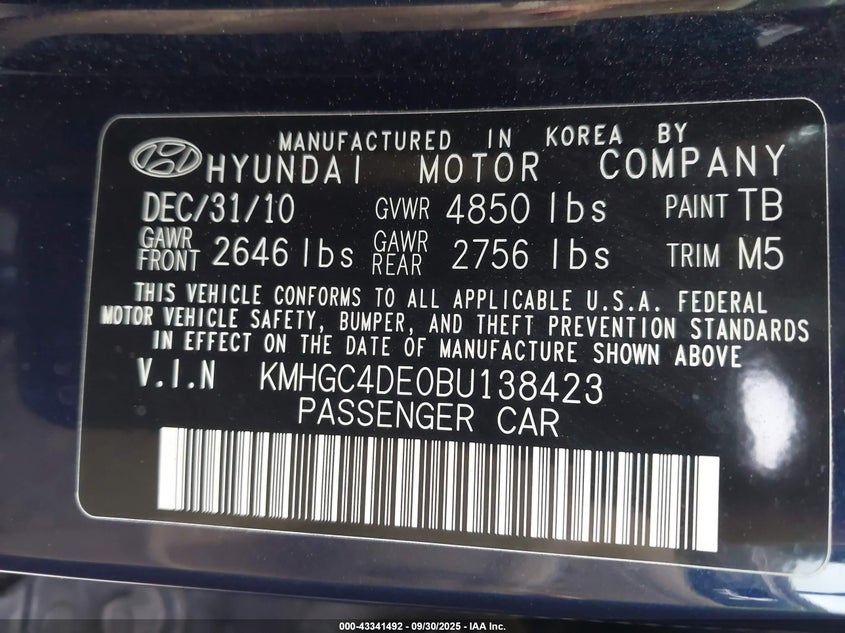 MANUFACTURED IN KOREA BY
HYUNDAI MOTOR COMPANY
DEC/31/10 GVWR 4850 lbs PAINT TB
GAWR FRONT 2646 lbs GAWR REAR 2756 lbs TRIM M5
THIS VEHICLE CONFORMS TO ALL APPLICABLE U.S.A. FEDERAL
MOTOR VEHICLE SAFETY, BUMPER, AND THEFT PREVENTION STANDARDS
IN EFFECT ON THE DATE OF MANUFACTURE SHOWN ABOVE
V.I.N KMHGC4DE0BU138423
PASSENGER CAR
000-43341492 - 09/30/2025 - IAA Inc.